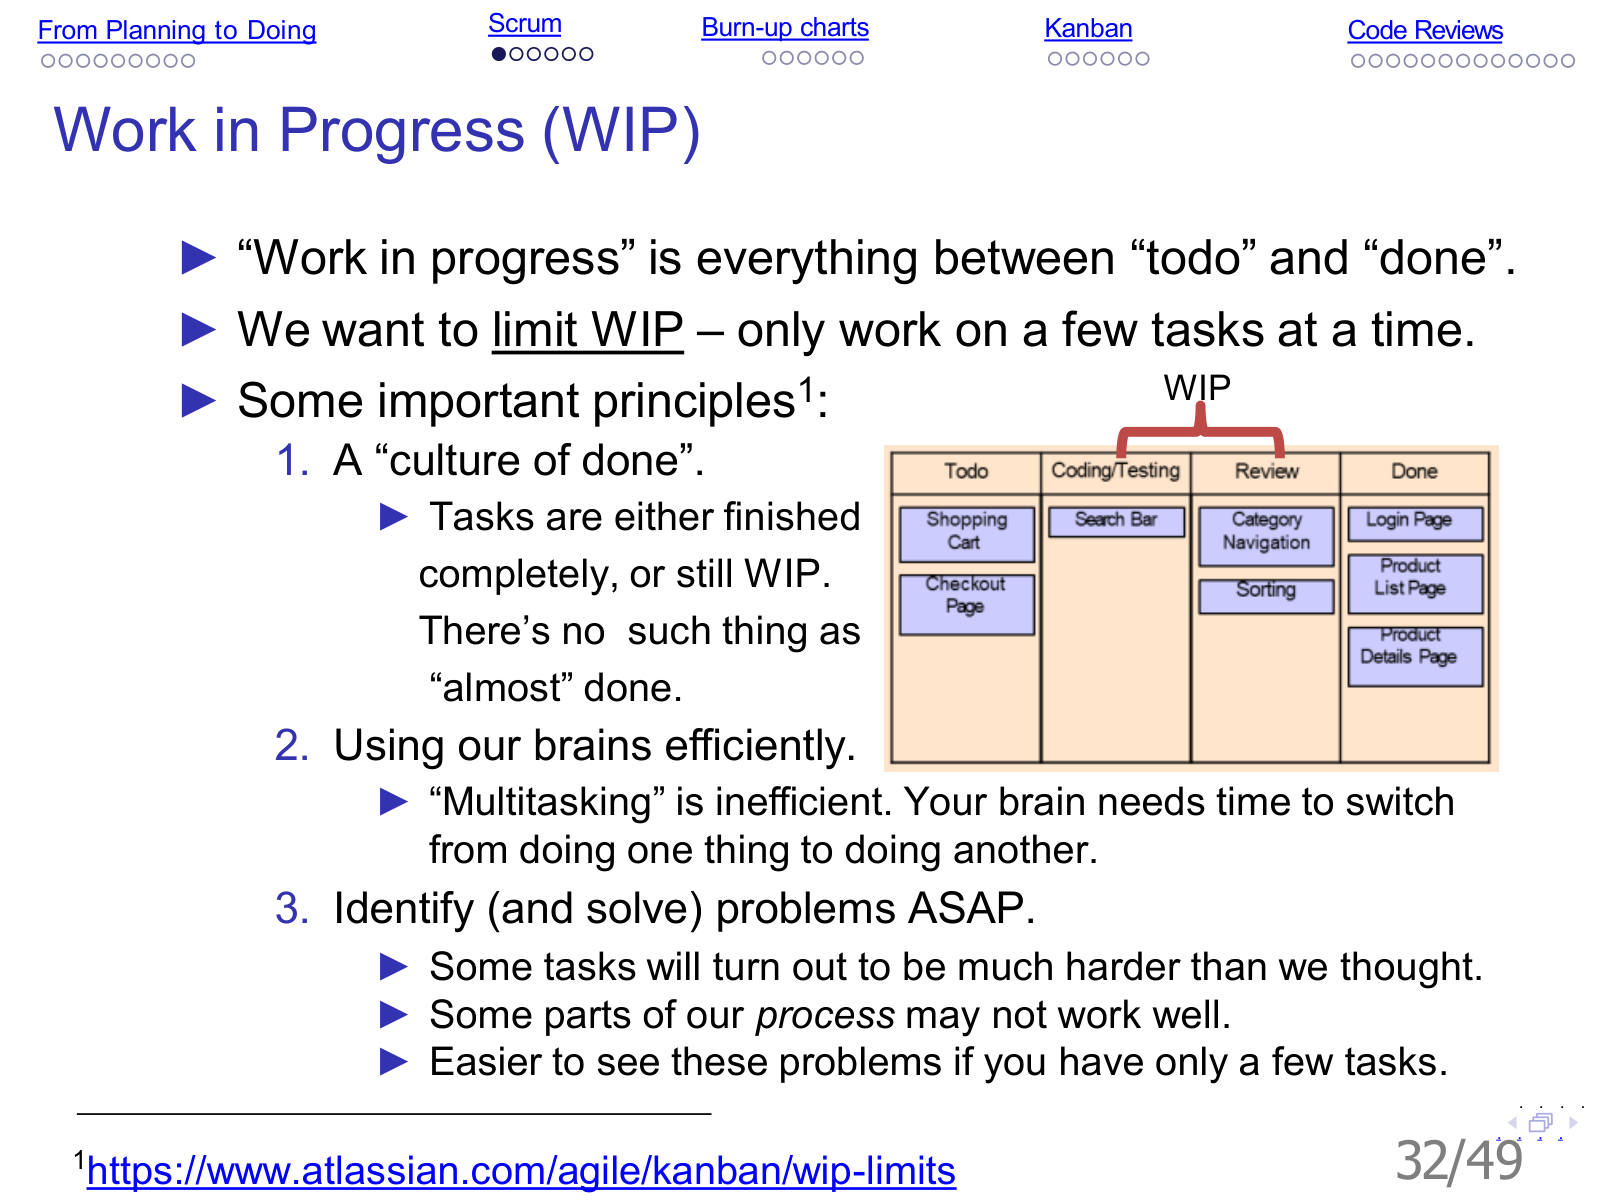 From Planning to Doing
Scrum
Burn-up charts
Kanban
Code Reviews
Work in Progress (WIP)
“Work in progress” is everything between “todo” and “done”.
We want to limit WIP – only work on a few tasks at a time.
Some important principles1:
1. A “culture of done”.
Tasks are either finished
completely, or still WIP.
There’s no such thing as
“almost” done.
WIP
Todo
Coding/Testing
Review
Done
Shopping
Cart
Checkout
Page
Search Bar
Category
Navigation
Sorting
Login Page
Product
List Page
Product
Details Page
2. Using our brains efficiently.
“Multitasking” is inefficient. Your brain needs time to switch
from doing one thing to doing another.
3. Identify (and solve) problems ASAP.
Some tasks will turn out to be much harder than we thought.
Some parts of our process may not work well.
Easier to see these problems if you have only a few tasks.
1https://www.atlassian.com/agile/kanban/wip-limits
32/49